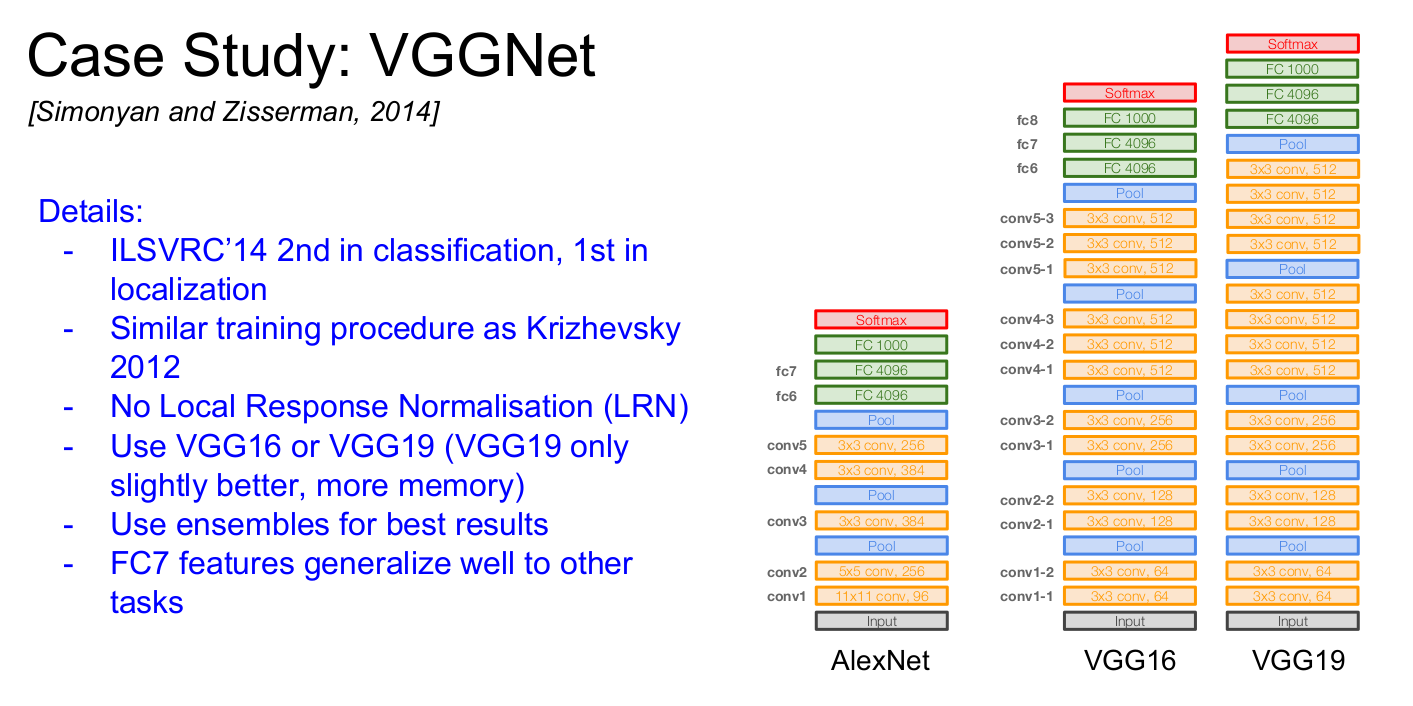 Case Study: VGGNet
[Simonyan and Zisserman, 2014]
Details:
- ILSVRC’14 2nd in classification, 1st in
localization
- Similar training procedure as Krizhevsky
2012
- No Local Response Normalisation (LRN)
- Use VGG16 or VGG19 (VGG19 only
slightly better, more memory)
- Use ensembles for best results
- FC7 features generalize well to other
tasks
Softmax
FC 1000
fc7 FC 4096
fc6 FC 4096
Pool
conv5 3x3 conv, 256
conv4 3x3 conv, 384
Pool
conv3 3x3 conv, 384
Pool
conv2 5x5 conv, 256
conv1 11x11 conv, 96
Input
AlexNet
Softmax
fc8 FC 1000
fc7 FC 4096
fc6 FC 4096
Pool
conv5-3 3x3 conv, 512
conv5-2 3x3 conv, 512
conv5-1 3x3 conv, 512
Pool
conv4-3 3x3 conv, 512
conv4-2 3x3 conv, 512
conv4-1 3x3 conv, 512
Pool
conv3-2 3x3 conv, 256
conv3-1 3x3 conv, 256
Pool
conv2-2 3x3 conv, 128
conv2-1 3x3 conv, 128
Pool
conv1-2 3x3 conv, 64
conv1-1 3x3 conv, 64
Input
VGG16
Softmax
FC 1000
FC 4096
FC 4096
Pool
3x3 conv, 512
3x3 conv, 512
3x3 conv, 512
3x3 conv, 512
Pool
3x3 conv, 512
3x3 conv, 512
3x3 conv, 512
3x3 conv, 512
Pool
3x3 conv, 256
3x3 conv, 256
Pool
3x3 conv, 128
3x3 conv, 128
Pool
3x3 conv, 64
3x3 conv, 64
Input
VGG19